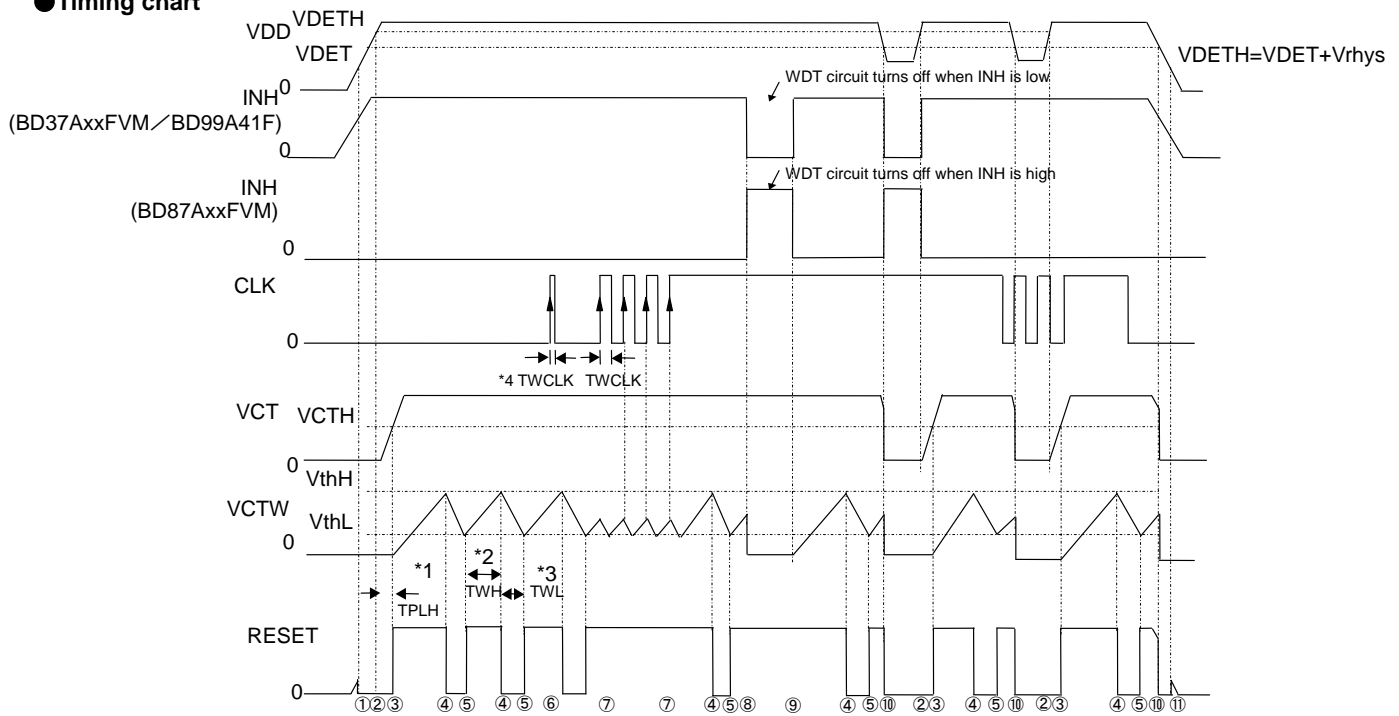 ●Timing chart
VDETH
VDD
VDET
0
VDETH=VDET+Vrhys
WDT circuit turns off when INH is low
INH
(BD37AxxFVM／BD99A41F)
0
WDT circuit turns off when INH is high
INH
(BD87AxxFVM)
0
CLK
0
*4 TWCLK TWCLK
VCT VCTH
0
VthH
VCTW
VthL
0
*1 *2 *3
TPLH TWH TWL
RESET
0
①②③ ④⑤ ④⑤ ⑥ ⑦ ⑦ ④⑤⑧ ⑨ ④⑤⑩ ②③ ④⑤⑩ ②③ ④⑤⑩⑪